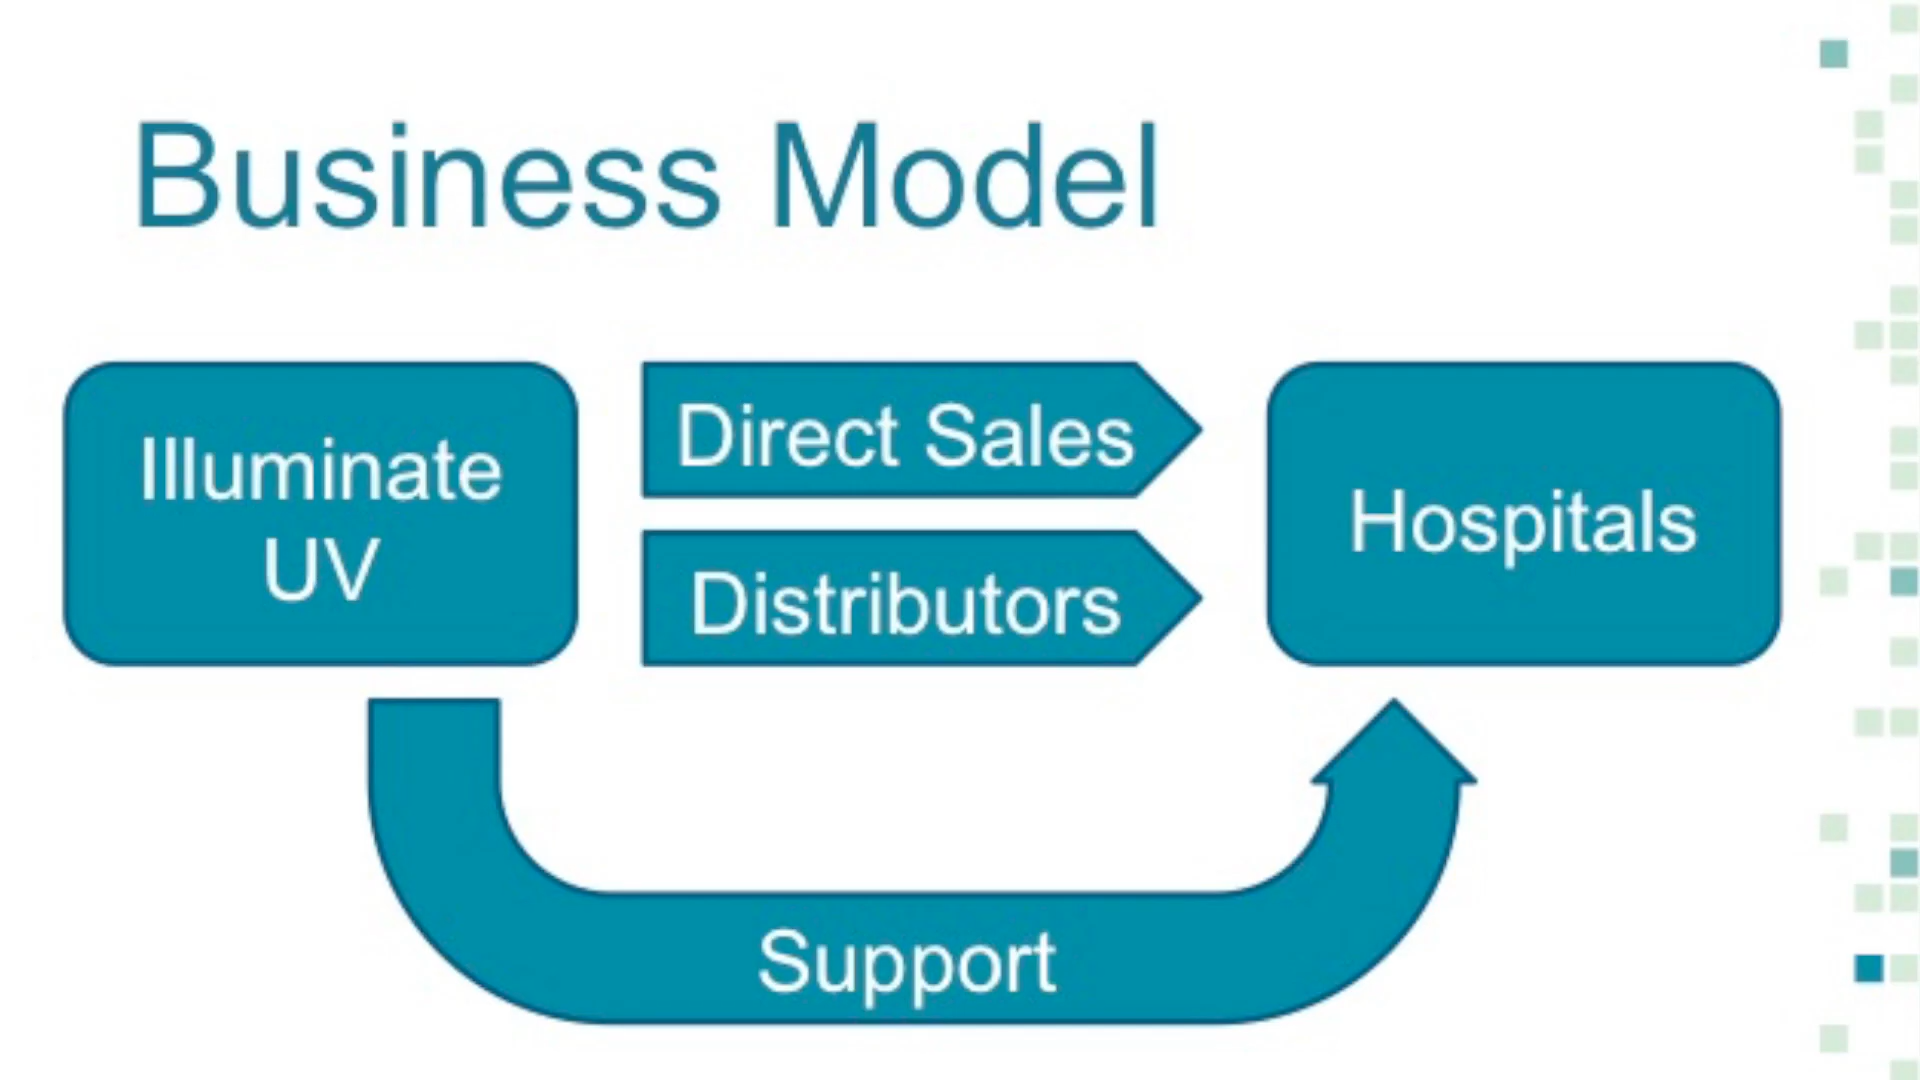 Business Model
Illuminate
UV
Direct Sales
Distributors
Hospitals
Support